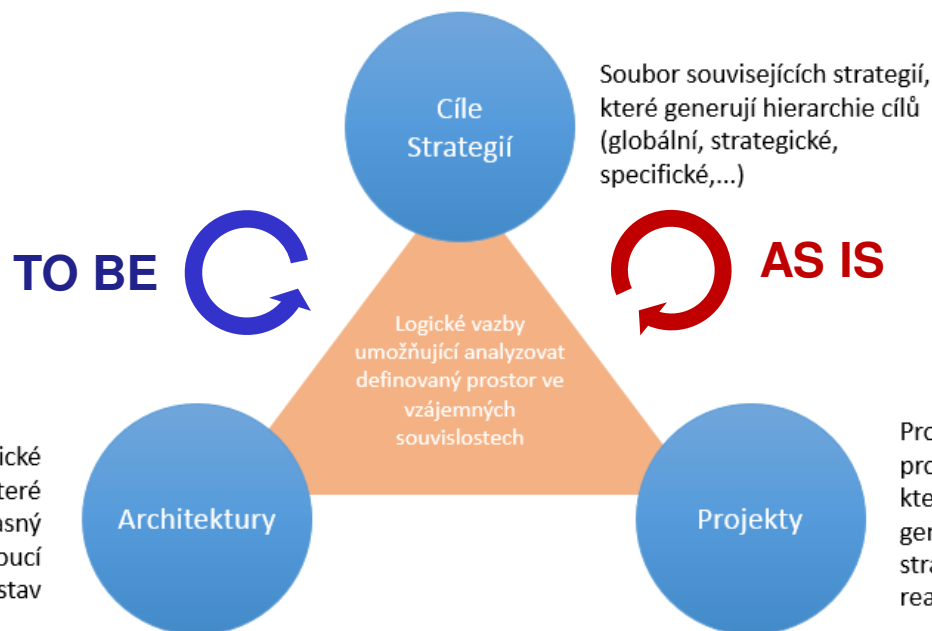 Cíle
Strategií
Soubor souvisejících strategií,
které generují hierarchie cílů
(globální, strategické,
specifické,...)
TO BE
AS IS
Logické vazby
umožňující analyzovat
definovaný prostor ve
vzájemných
souvislostech
Architektury
Projekty
stav